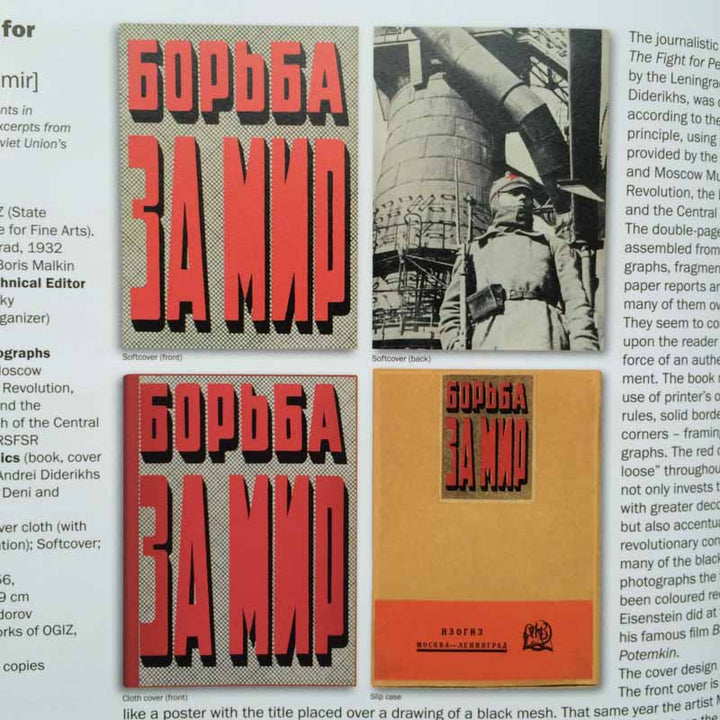 for
mir]
nts in
xcerpts from
viet Union's
Z (State
e for Fine Arts).
rad, 1932
Boris Malkin
chnical Editor
ky
ganizer)
ographs
oscow
Revolution,
nd the
h of the Central
RSFSR
ics (book, cover
Andrei Diderikhs
Deni and
ver cloth (with
tion); Softcover;
56,
9 cm
dorov
orks of OGIZ,
copies
БОРЬБА
ЗА МИР
Softcover (front)
Softcover (back)
БОРЬБА
ЗА МИР
Cloth cover (front)
БОРЬБА
ЗА МИР
ИЗОГИЗ
МОСКВА—ЛЕНИНГРАД
Slip case
The journalistic
The Fight for Pe
by the Leningra
Diderikhs, was
according to the
principle, using
provided by the
and Moscow Mu
Revolution, the
and the Central
The double-page
assembled from
graphs, fragmen
paper reports an
many of them o
They seem to co
upon the reader
force of an authe
ment. The book
use of printer's o
rules, solid borde
corners – framing
graphs. The red c
loose" throughou
not only invests t
with greater deco
but also accentua
revolutionary con
many of the black
photographs the
been coloured red
Eisenstein did at
his famous film B
Potemkin.
The cover design
The front cover is
like a poster with the title placed over a drawing of a black mesh. That same year the artist